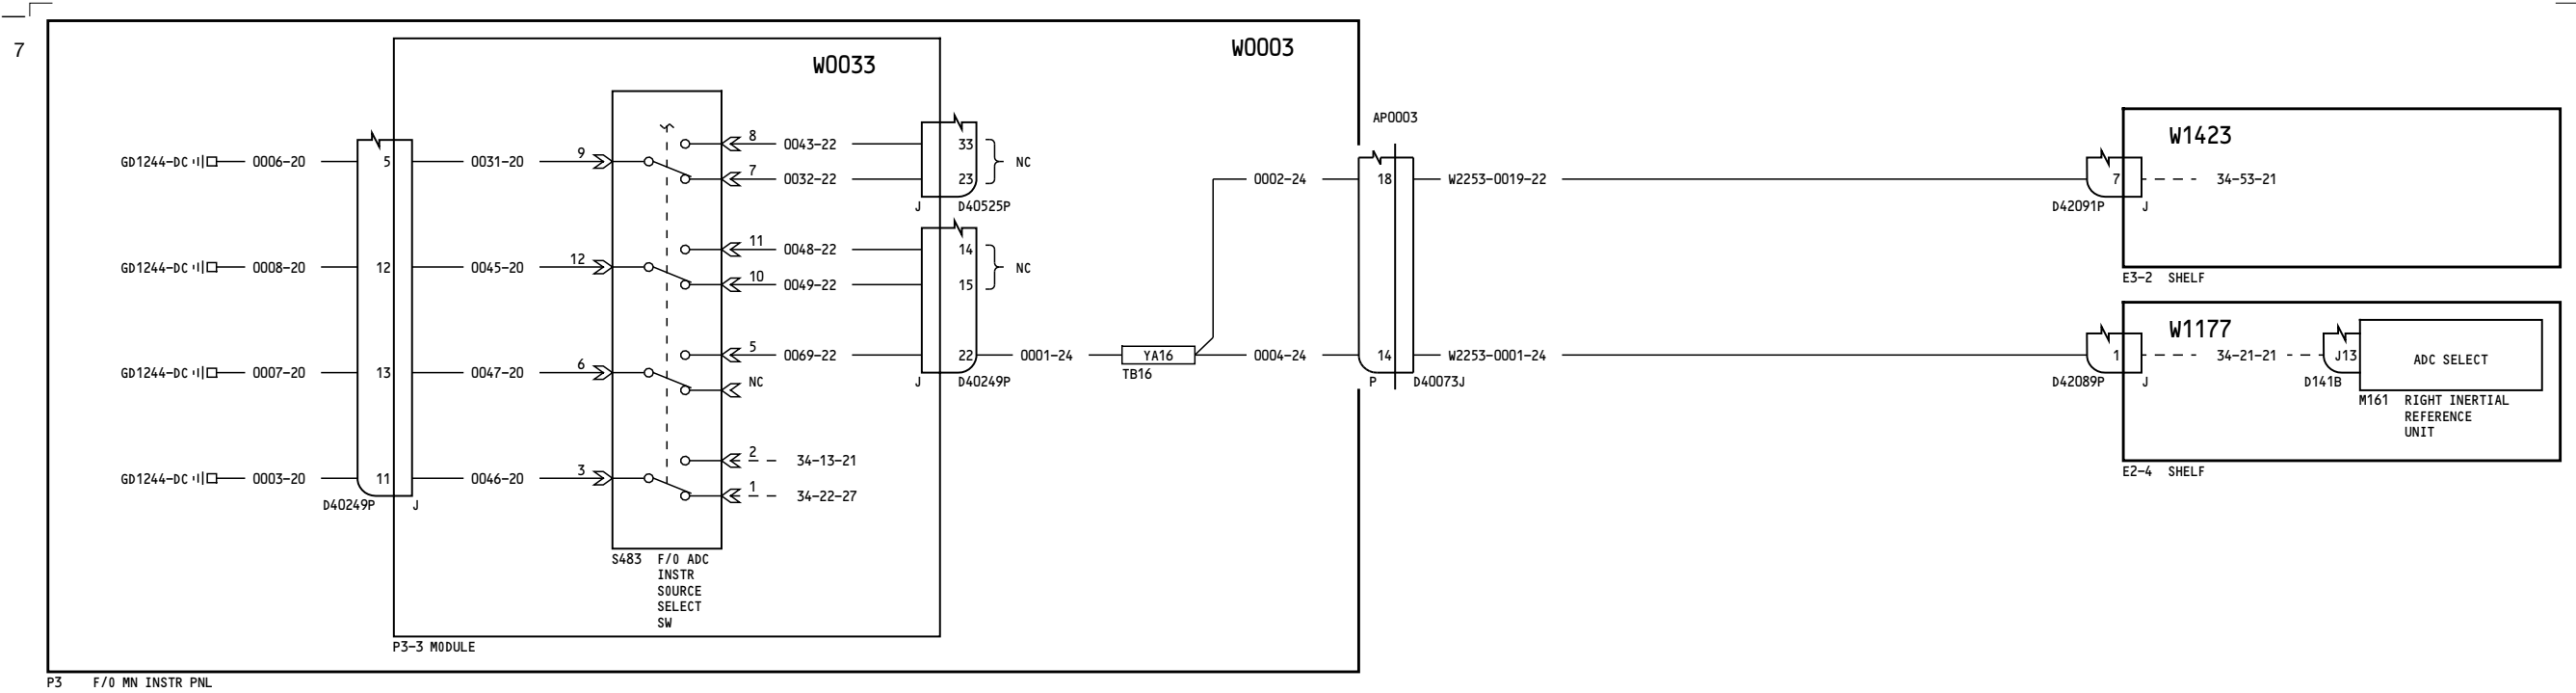 7
W0033
W0003
AP0003
W1423
GD1244-DC 0006-20 5 0031-20 9
8 0043-22 33
7 0032-22 23
NC
J D40525P
0002-24 18 W2253-0019-22
7 34-53-21
D42091P J
E3-2 SHELF
GD1244-DC 0008-20 12 0045-20 12
11 0048-22 14
10 0049-22 15
NC
GD1244-DC 0007-20 13 0047-20 6
5 0069-22 22 0001-24 YA16 0004-24 14 W2253-0001-24
NC
J D40249P
TB16
P D40073J
W1177
1 34-21-21 J13 ADC SELECT
D42089P J
D141B
M161 RIGHT INERTIAL
REFERENCE
UNIT
E2-4 SHELF
GD1244-DC 0003-20 11 0046-20 3
2 34-13-21
1 34-22-27
D40249P J
S483 F/O ADC
INSTR
SOURCE
SELECT
SW
P3-3 MODULE
P3 F/O MN INSTR PNL